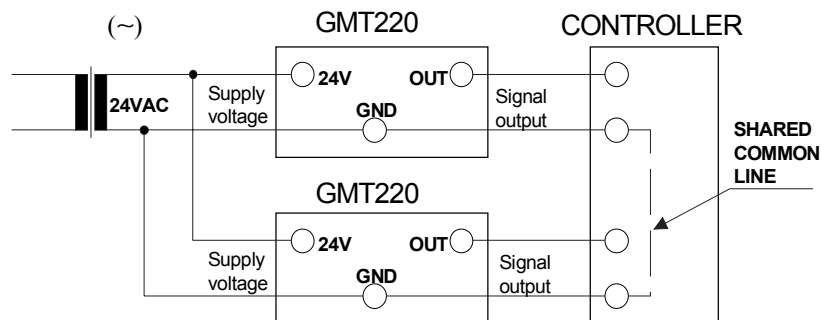 (~)
GMT220
CONTROLLER
24VAC
Supply
voltage
24V
OUT
GND
Signal
output
SHARED
COMMON
LINE
GMT220
Supply
voltage
24V
OUT
GND
Signal
output